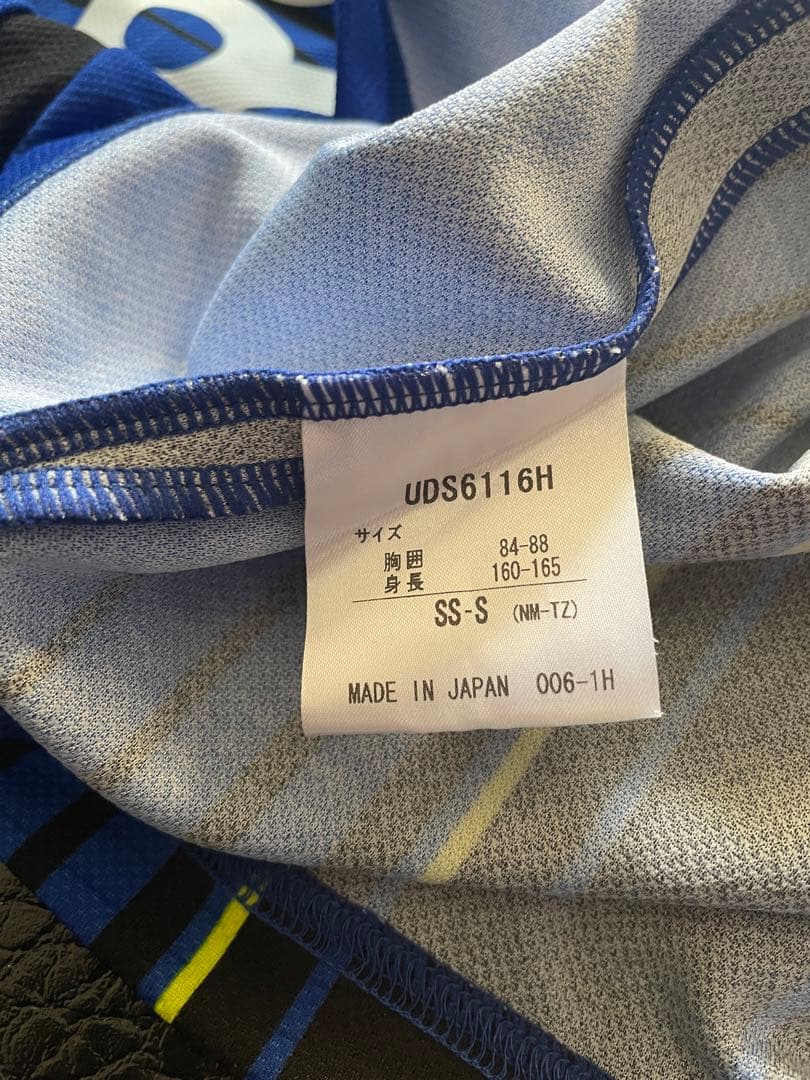 UDS6116H
サイズ
胸囲 84-88
身長 160-165
SS-S (NM-TZ)
MADE IN JAPAN 006-1H